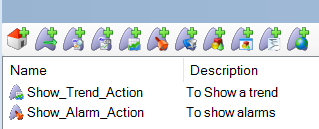 Name Description
Show_Trend_Action To Show a trend
Show_Alarm_Action To show alarms